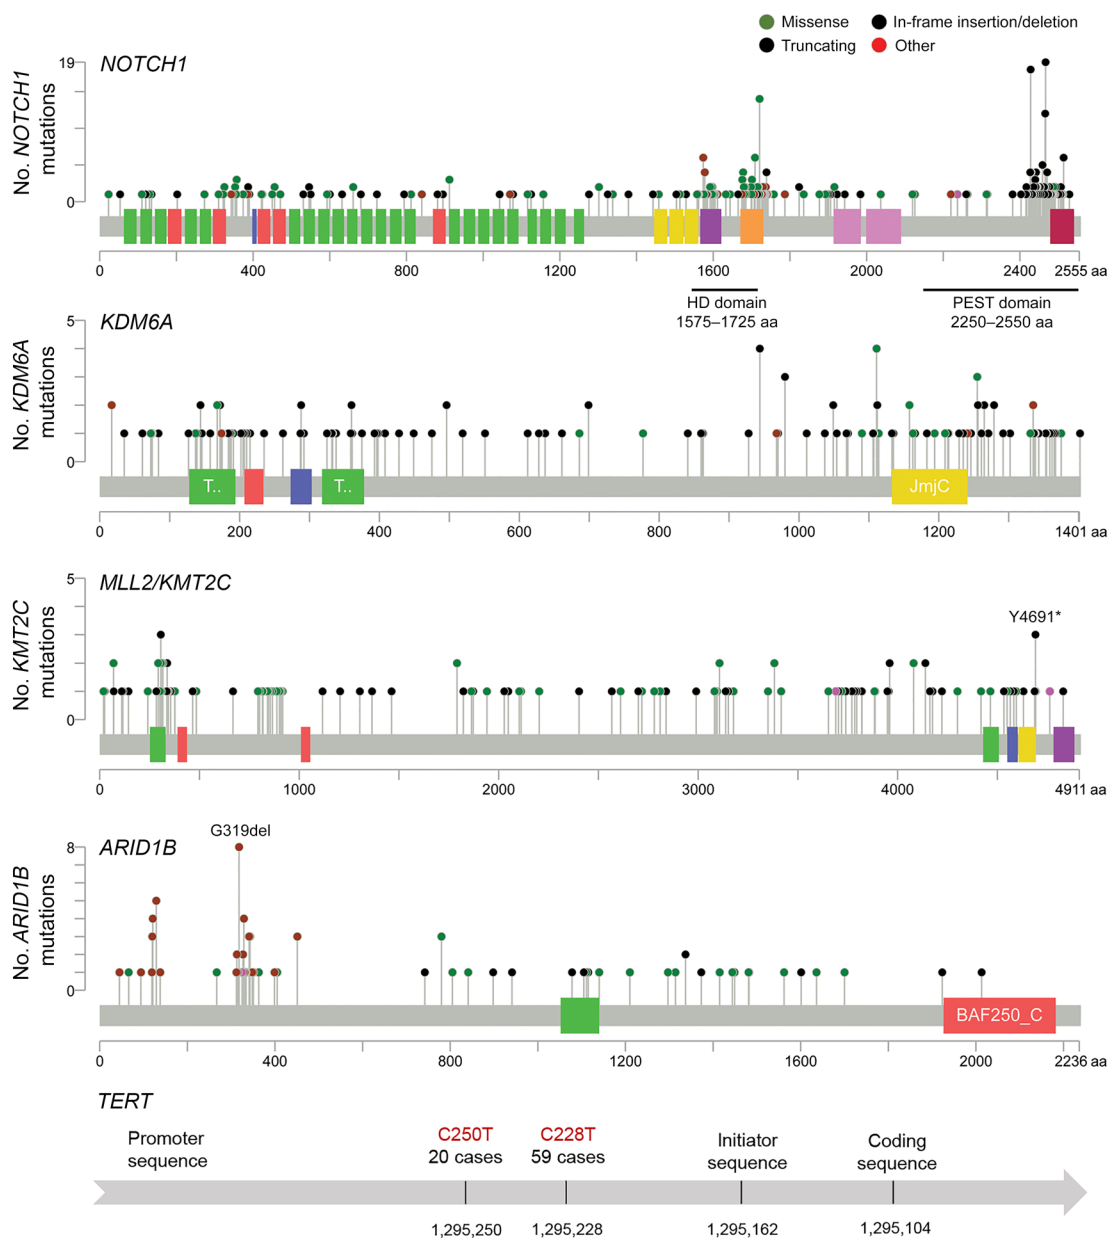 Missense
In-frame insertion/deletion
Truncating
Other
NOTCH1
No. NOTCH1 mutations
19
0
0 400 800 1200 1600 2000 2400 2555 aa
HD domain
1575–1725 aa
PEST domain
2250–2550 aa
KDM6A
No. KDM6A mutations
5
0
T.. T.. JmjC
0 200 400 600 800 1000 1200 1401 aa
MLL2/KMT2C
No. KMT2C mutations
5
0
Y4691*
0 1000 2000 3000 4000 4911 aa
ARID1B
No. ARID1B mutations
8
0
G319del
BAF250_C
0 400 800 1200 1600 2000 2236 aa
TERT
Promoter sequence
C250T
20 cases
C228T
59 cases
Initiator sequence
Coding sequence
1,295,250 1,295,228 1,295,162 1,295,104